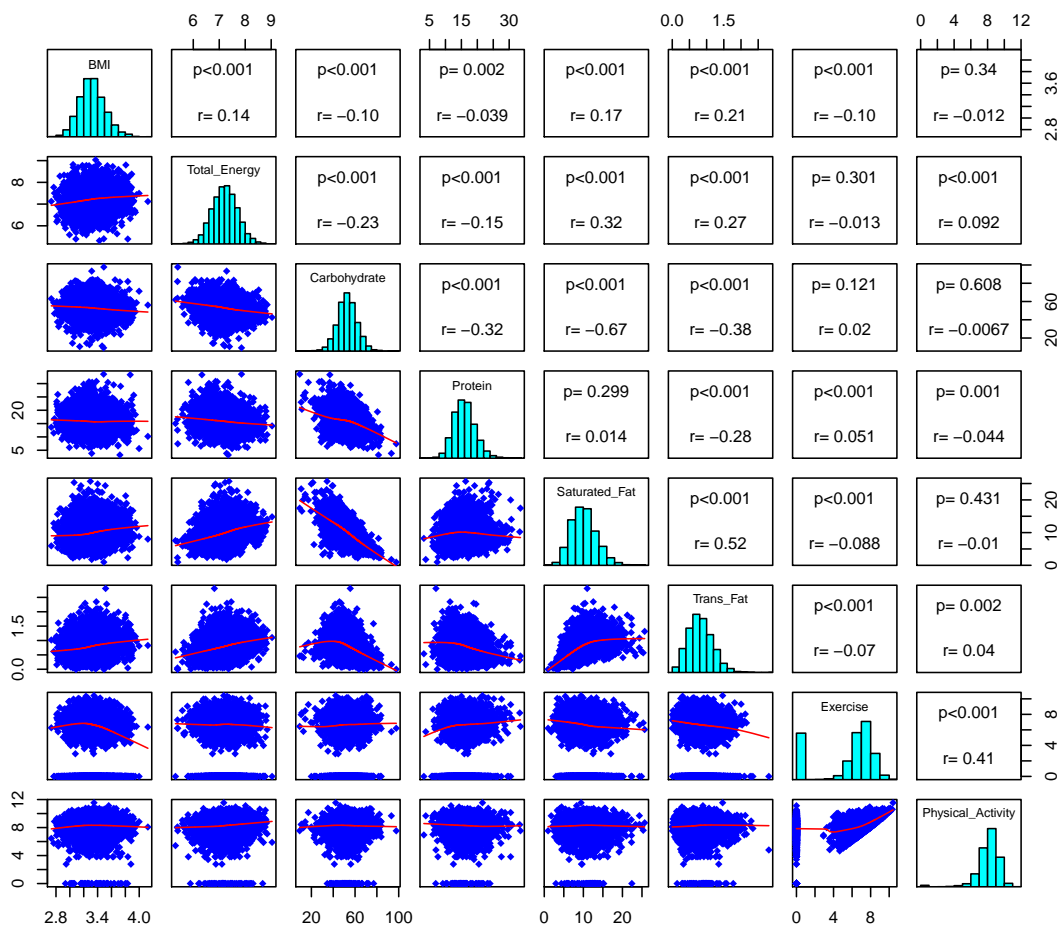 6 7 8 9 5 15 30 0.0 1.5 0 4 8 12
BMI p<0.001 p<0.001 p= 0.002 p<0.001 p<0.001 p<0.001 p= 0.34
r= 0.14 r= −0.10 r= −0.039 r= 0.17 r= 0.21 r= −0.10 r= −0.012
2.8 3.6
Total_Energy p<0.001 p<0.001 p<0.001 p<0.001 p= 0.301 p<0.001
r= −0.23 r= −0.15 r= 0.32 r= 0.27 r= −0.013 r= 0.092
6 8
Carbohydrate p<0.001 p<0.001 p<0.001 p= 0.121 p= 0.608
r= −0.32 r= −0.67 r= −0.38 r= 0.02 r= −0.0067
20 60
Protein p= 0.299 p<0.001 p<0.001 p= 0.001
r= 0.014 r= −0.28 r= 0.051 r= −0.044
5 20
Saturated_Fat p<0.001 p<0.001 p= 0.431
r= 0.52 r= −0.088 r= −0.01
0 10 20
Trans_Fat p<0.001 p= 0.002
r= −0.07 r= 0.04
0.0 1.5
Exercise p<0.001
r= 0.41
0 4 8
Physical_Activity
0 4 8 12
2.8 3.4 4.0 20 60 100 0 10 20 0 4 8